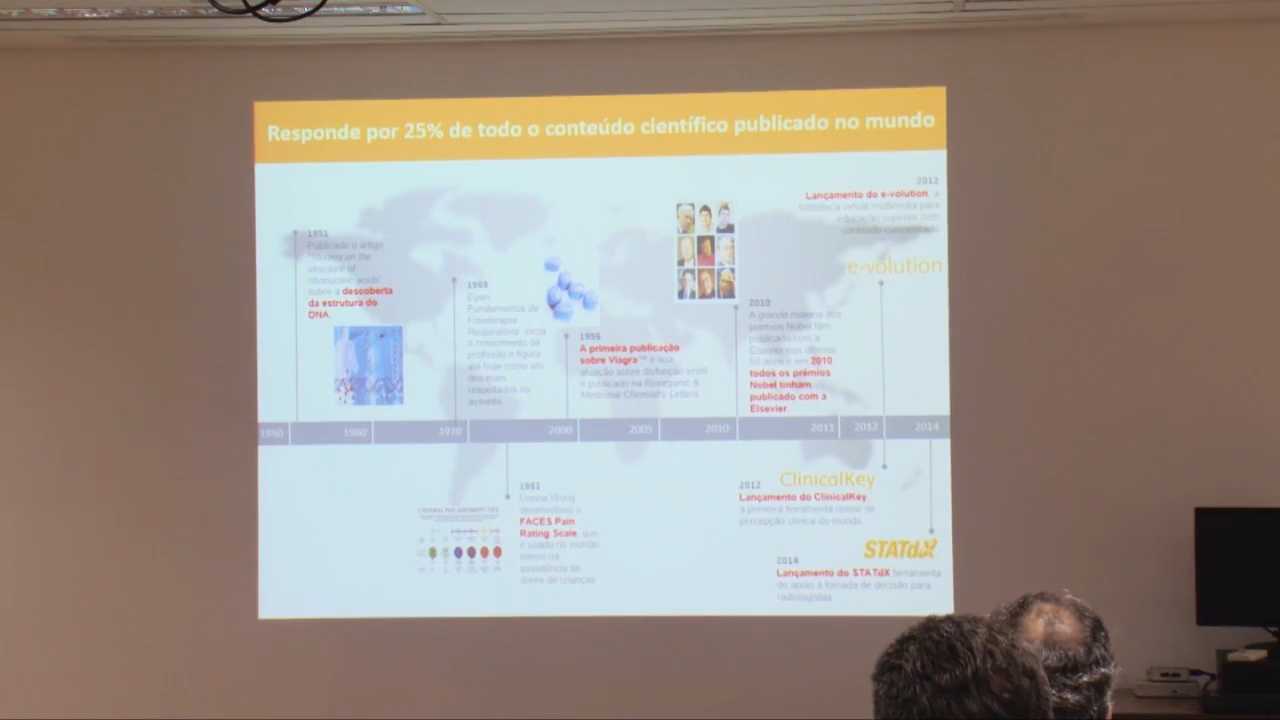 Responde por 25% de todo o conteúdo científico publicado no mundo
1951
Publicado o artigo
"Studies on the
structure of
ribonucleic acids"
sobre a descoberta
da estrutura do
DNA.
1969
Egan
Fundamentos de
Fisioterapia
Respiratória: inicia
o crescimento da
profissão e figura
até hoje como um
dos mais
respeitados no
assunto
1996
A primeira publicação
sobre Viagra™ e sua
atuação sobre disfunção erétil
é publicada na Bioorganic &
Medicinal Chemistry Letters
2010
A grande maioria dos
prêmios Nobel têm
publicado com a
Elsevier nos últimos
10 anos e em 2010
todos os prêmios
Nobel tinham
publicado com a
Elsevier.
2012
Lançamento do e-volution, a
biblioteca virtual multimídia para
educação superior com
conteúdo customizado
e-volution
1950 1960 1970 2000 2005 2010 2011 2012 2014
1981
Donna Wong
desenvolveu o
FACES Pain
Rating Scale, que
é usado no mundo
inteiro na
assistência de
dores de crianças.
2012
ClinicalKey
Lançamento do ClinicalKey
a primeira ferramenta online de
percepção clínica do mundo.
STATdX
2014
Lançamento do STATdX ferramenta
de apoio à tomada de decisão para
radiologistas